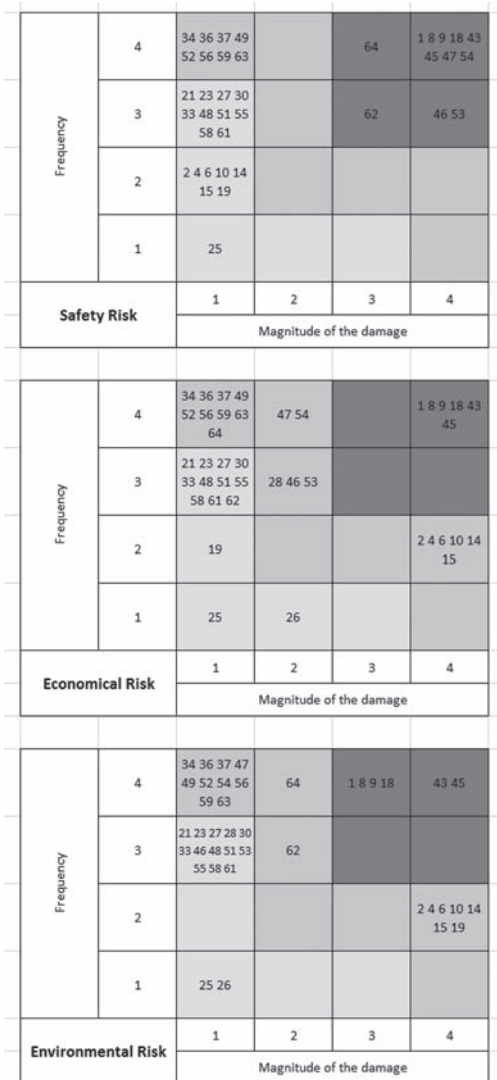 Frequency
4
34 36 37 49
52 56 59 63
64
1 8 9 18 43
45 47 54
3
21 23 27 30
33 48 51 55
58 61
62
46 53
2
2 4 6 10 14
15 19
1
25
Safety Risk
1 2 3 4
Magnitude of the damage
Frequency
4
34 36 37 49
52 56 59 63
64
47 54
1 8 9 18 43
45
3
21 23 27 30
33 48 51 55
58 61 62
28 46 53
2
19
2 4 6 10 14
15
1
25
26
Economical Risk
1 2 3 4
Magnitude of the damage
Frequency
4
34 36 37 47
49 52 54 56
59 63
64
1 8 9 18
43 45
3
21 23 27 28 30
33 46 48 51 53
55 58 61
62
2
2 4 6 10 14
15 19
1
25 26
Environmental Risk
1 2 3 4
Magnitude of the damage